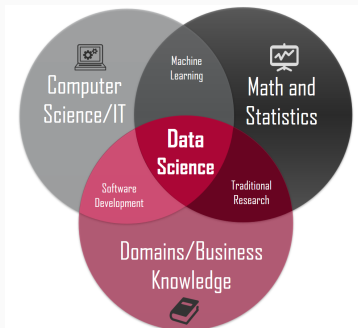 Machine
Learning
Computer
Science/IT
Math and
Statistics
Data
Science
Software
Development
Traditional
Research
Domains/Business
Knowledge